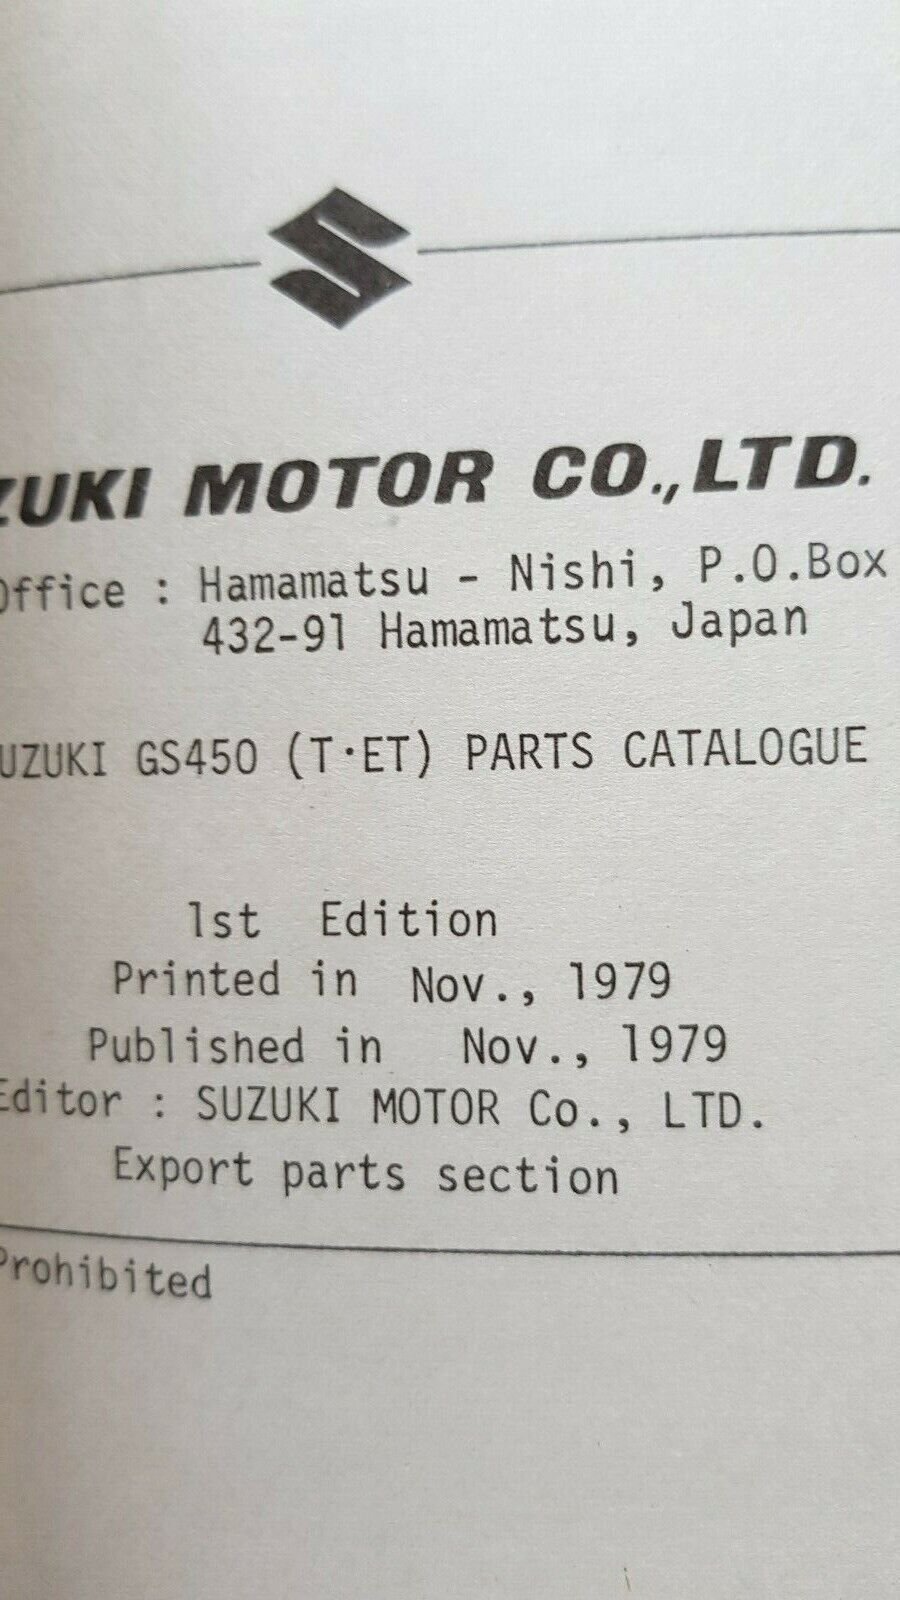 ZUKI MOTOR CO.,LTD.
Office : Hamamatsu - Nishi, P.O.Box
432-91 Hamamatsu, Japan
UZUKI GS450 (T·ET) PARTS CATALOGUE
1st Edition
Printed in Nov., 1979
Published in Nov., 1979
Editor : SUZUKI MOTOR Co., LTD.
Export parts section
Prohibited